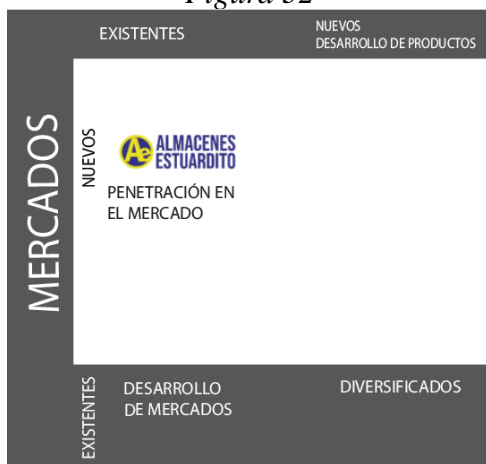 Figura 32
EXISTENTES
NUEVOS
DESARROLLO DE PRODUCTOS
MERCADOS
NUEVOS
Ae ALMACENES
ESTUARDITO
PENETRACIÓN EN
EL MERCADO
EXISTENTES
DESARROLLO
DE MERCADOS
DIVERSIFICADOS